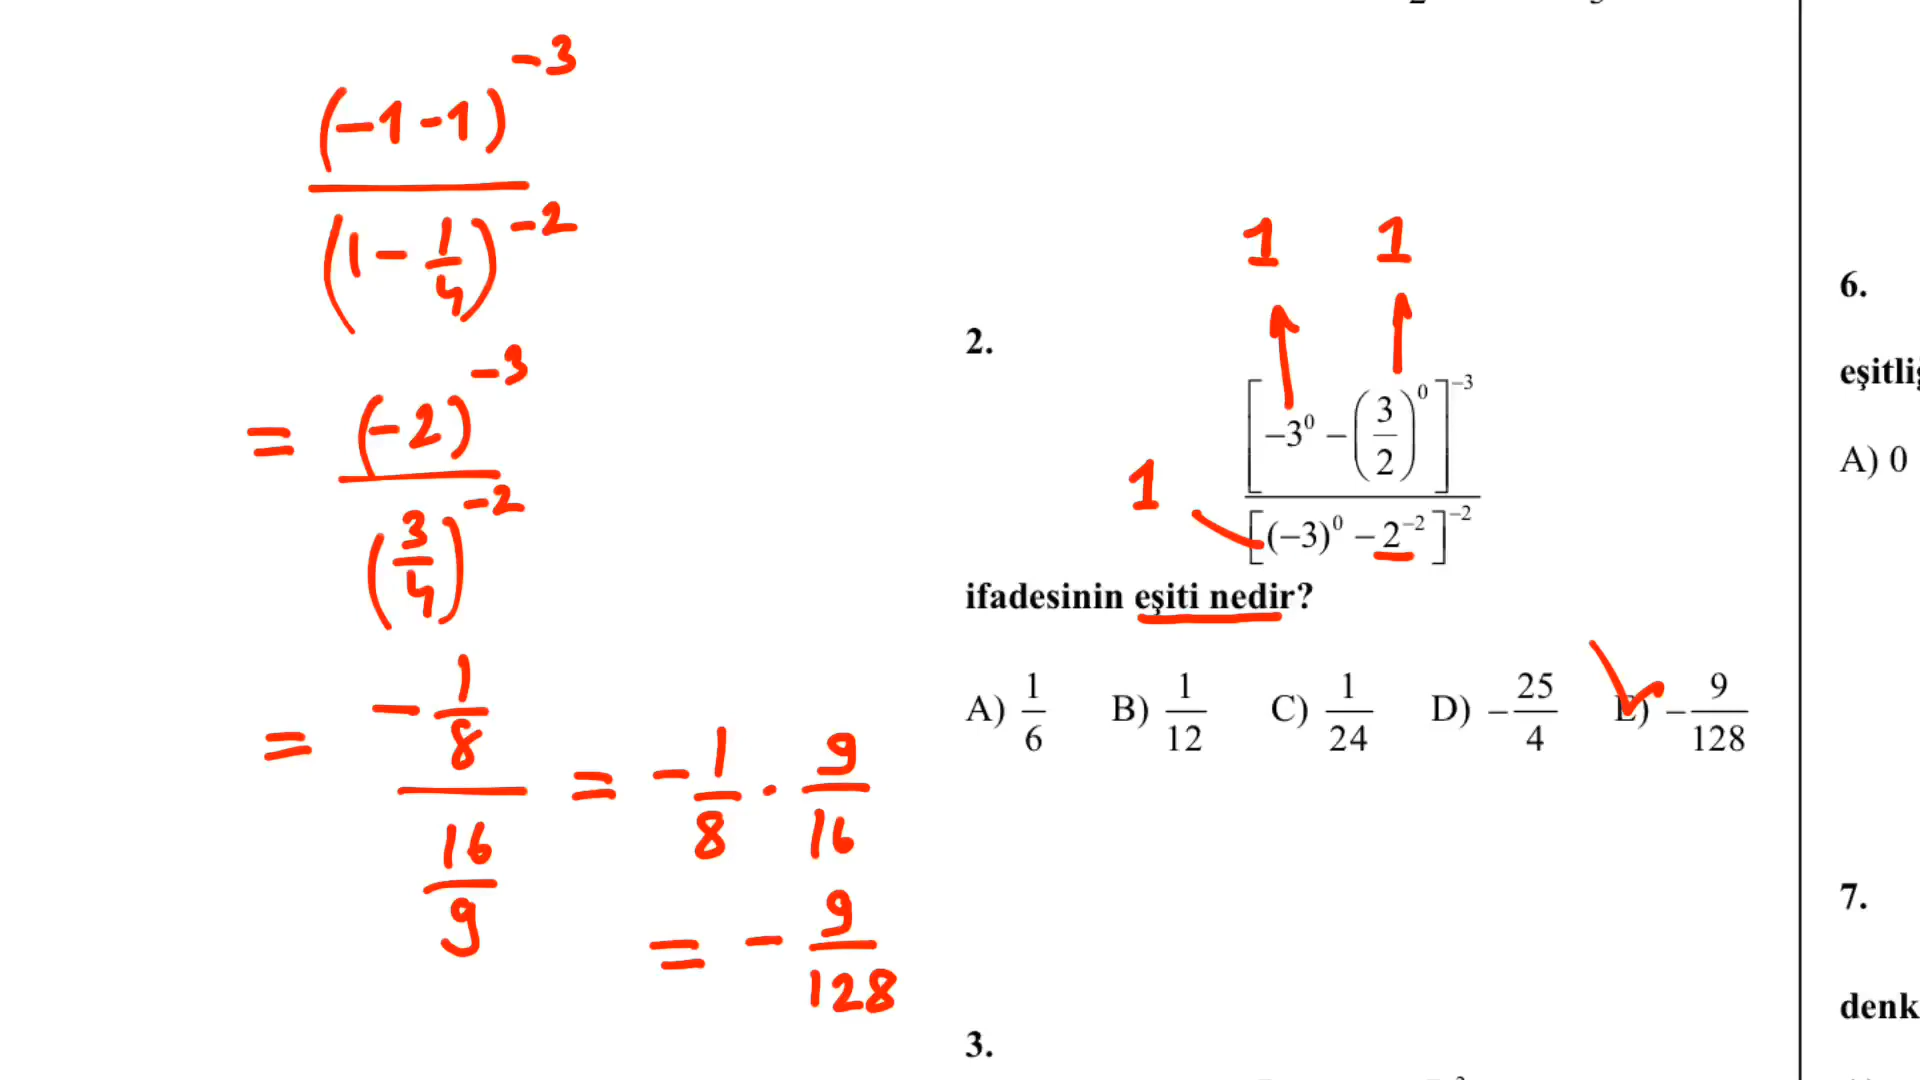 (-1-1)^-3 / (1 - 1/4)^-2
= (-2)^-3 / (3/4)^-2
= -1/8 / 16/9 = -1/8 · 9/16
= -9/128
1 1
2.
[-3^0 - (3/2)^0]^-3
1
[(-3)^0 - 2^-2]^-2
ifadesinin eşiti nedir?
A) 1/6 B) 1/12 C) 1/24 D) -25/4 E) -9/128
3.
6.
A) 0
7.
denk